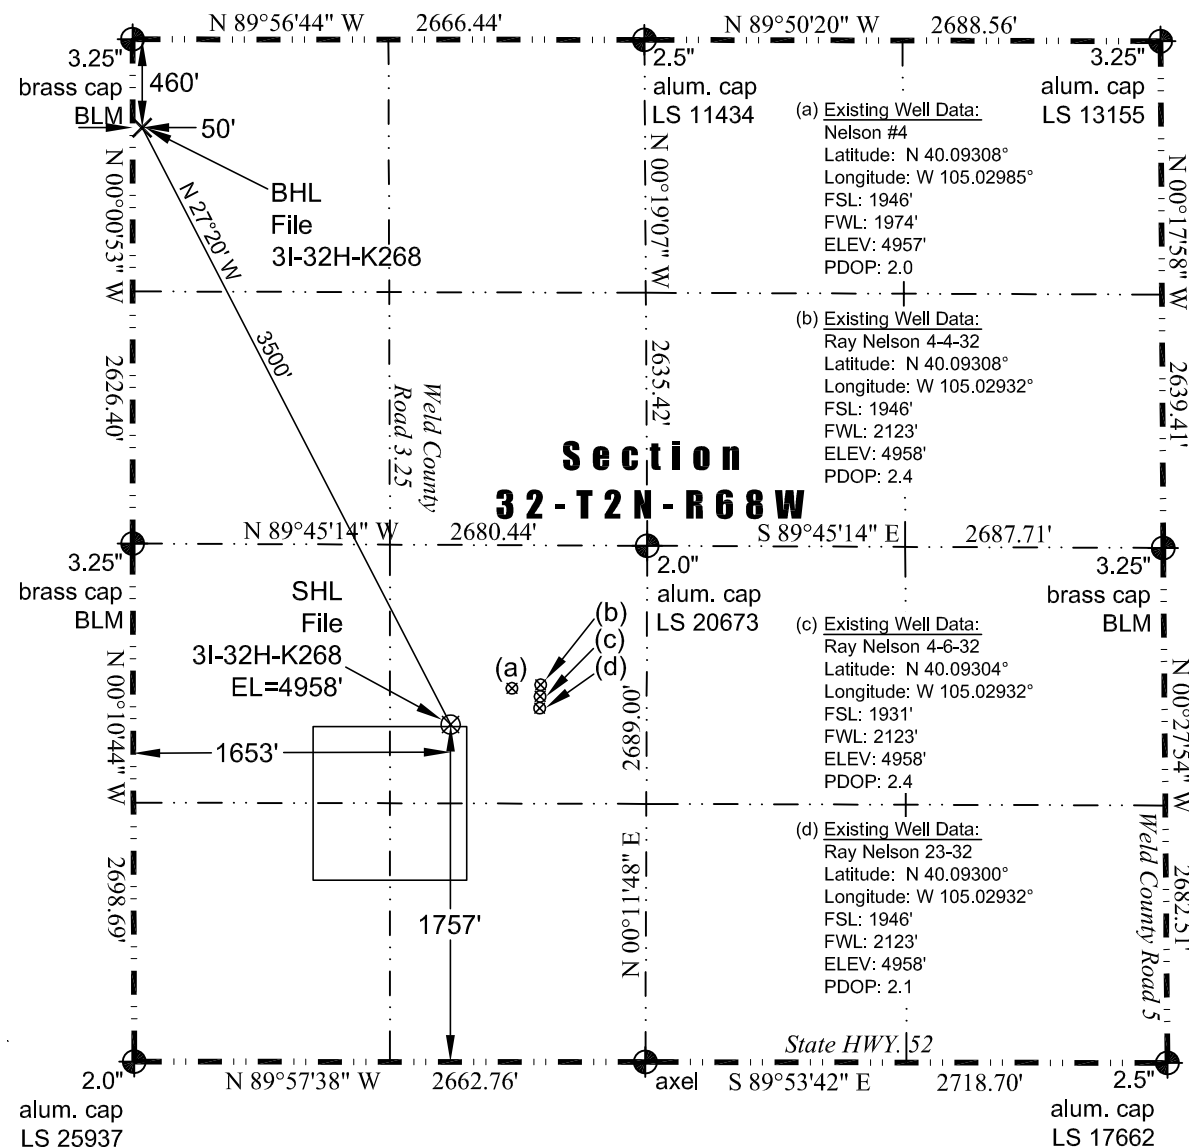 N 89°56'44" W 2666.44'
N 89°50'20" W 2688.56'
3.25"
brass cap
BLM
460'
50'
2.5"
alum. cap
LS 11434
3.25"
alum. cap
LS 13155
BHL
File
3I-32H-K268
N 27°20' W
3500'
N 00°00'53" W
2626.40'
Weld County
Road 3.25
N 00°19'07" W
2635.42'
N 00°17'58" W
2639.41'
(a) Existing Well Data:
Nelson #4
Latitude: N 40.09308°
Longitude: W 105.02985°
FSL: 1946'
FWL: 1974'
ELEV: 4957'
PDOP: 2.0
(b) Existing Well Data:
Ray Nelson 4-4-32
Latitude: N 40.09308°
Longitude: W 105.02932°
FSL: 1946'
FWL: 2123'
ELEV: 4958'
PDOP: 2.4
Section
32-T2N-R68W
N 89°45'14" W 2680.44'
S 89°45'14" E 2687.71'
3.25"
brass cap
BLM
2.0"
alum. cap
LS 20673
3.25"
brass cap
BLM
SHL
File
3I-32H-K268
EL=4958'
(a)
(b)
(c)
(d)
(c) Existing Well Data:
Ray Nelson 4-6-32
Latitude: N 40.09304°
Longitude: W 105.02932°
FSL: 1931'
FWL: 2123'
ELEV: 4958'
PDOP: 2.4
N 00°10'44" W
2698.69'
1653'
1757'
2689.00'
N 00°11'48" E
N 00°27'54" W
2682.51'
Weld County Road 5
(d) Existing Well Data:
Ray Nelson 23-32
Latitude: N 40.09300°
Longitude: W 105.02932°
FSL: 1946'
FWL: 2123'
ELEV: 4958'
PDOP: 2.1
State HWY. 52
2.0"
alum. cap
LS 25937
N 89°57'38" W 2662.76'
axel
S 89°53'42" E 2718.70'
2.5"
alum. cap
LS 17662